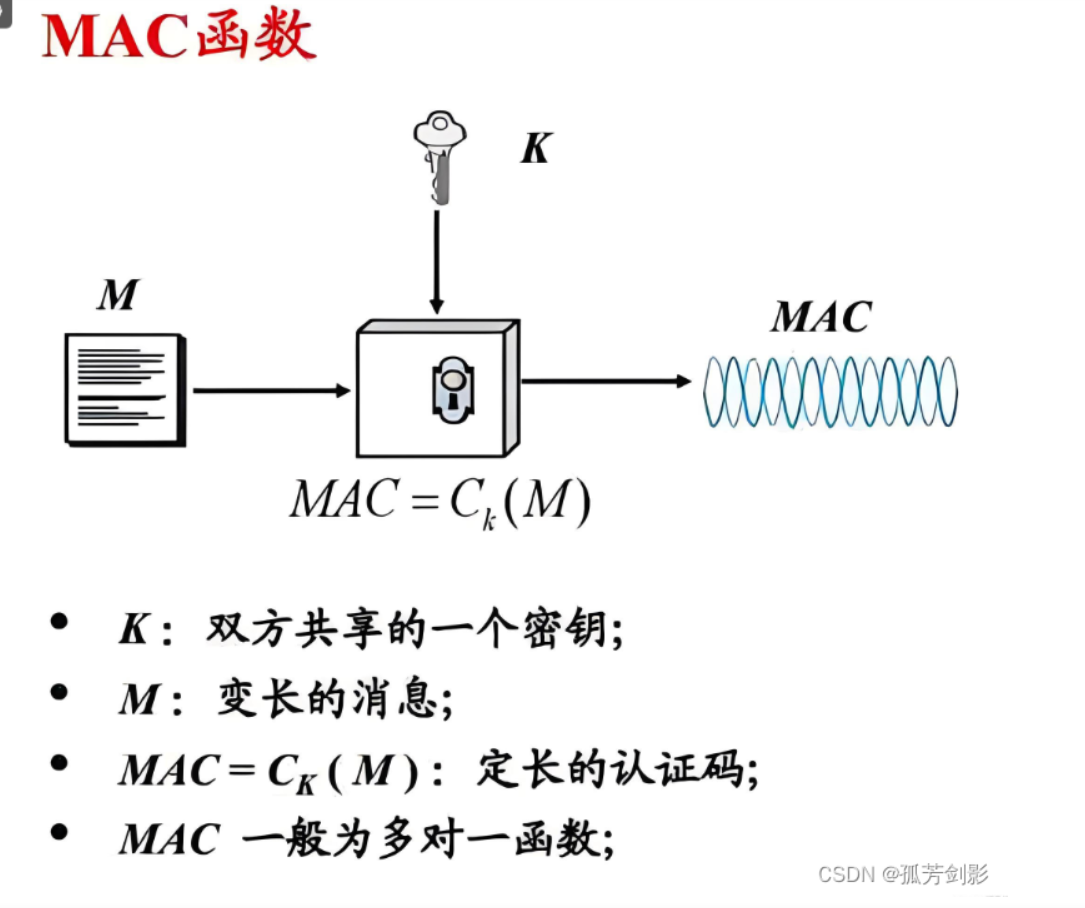 MAC函数
K
M
MAC
MAC = Ck(M)
• K：双方共享的一个密钥;
• M：变长的消息;
• MAC = CK ( M )：定长的认证码;
• MAC 一般为多对一函数;
CSDN @孤芳剑影